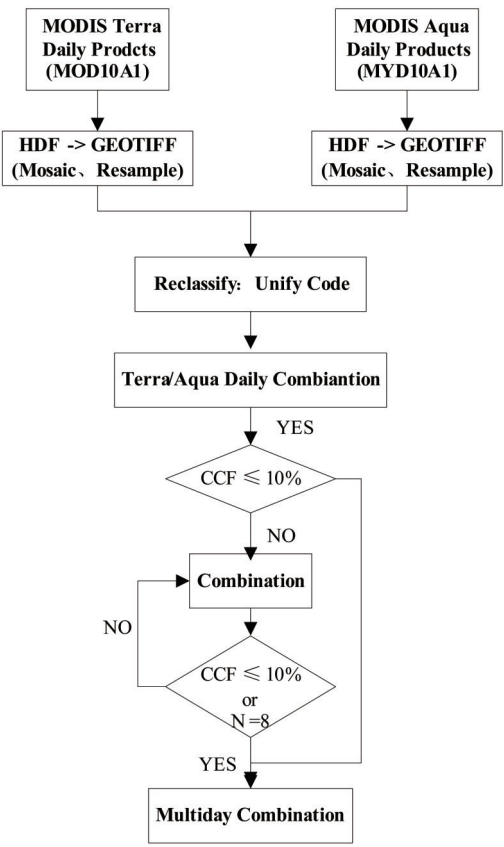 MODIS Terra
Daily Prodcts
(MOD10A1)
MODIS Aqua
Daily Products
(MYD10A1)
HDF -> GEOTIFF
(Mosaic、Resample)
HDF -> GEOTIFF
(Mosaic、Resample)
Reclassify：Unify Code
Terra/Aqua Daily Combiantion
YES
CCF ≤ 10%
NO
Combination
NO
CCF ≤ 10%
or
N =8
YES
Multiday Combination